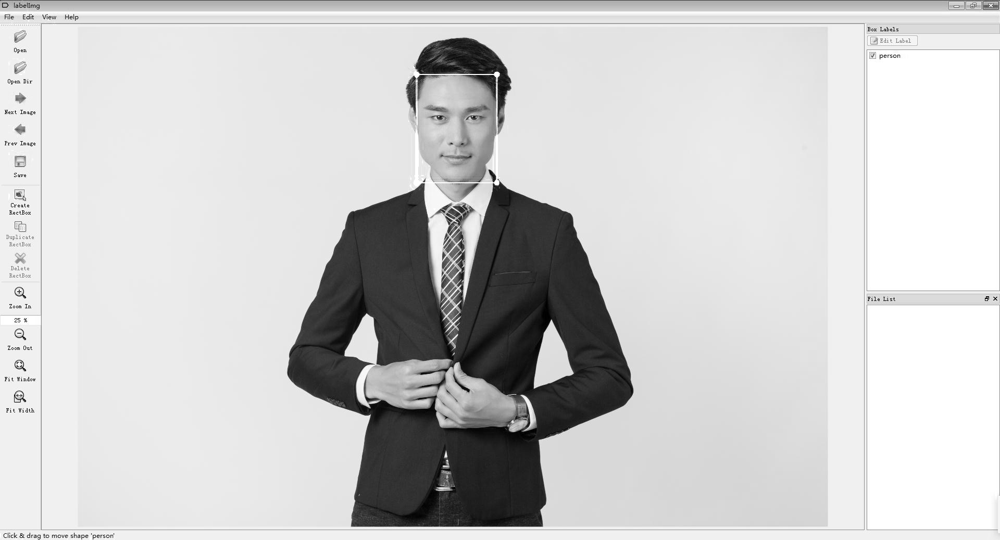 labelImg
File Edit View Help
Open
Open Dir
Next Image
Prev Image
Save
Create
RectBox
Duplicate
RectBox
Delete
RectBox
Zoom In
25 %
Zoom Out
Fit Window
Fit Width
Box Labels
Edit Label
person
File List
Click & drag to move shape 'person'